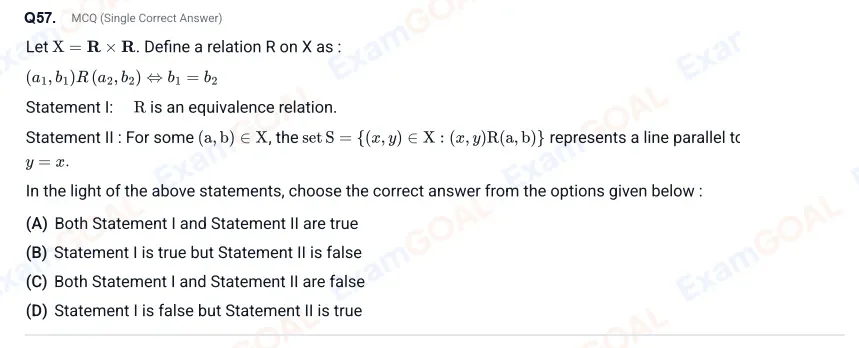 Q57. MCQ (Single Correct Answer)
Let X = R × R. Define a relation R on X as :
(a₁, b₁) R (a₂, b₂) ⇔ b₁ = b₂
Statement I: R is an equivalence relation.
Statement II : For some (a, b) ∈ X, the set S = {(x, y) ∈ X : (x, y)R(a, b)} represents a line parallel to
y = x.
In the light of the above statements, choose the correct answer from the options given below :
(A) Both Statement I and Statement II are true
(B) Statement I is true but Statement II is false
(C) Both Statement I and Statement II are false
(D) Statement I is false but Statement II is true
ExamGOAL